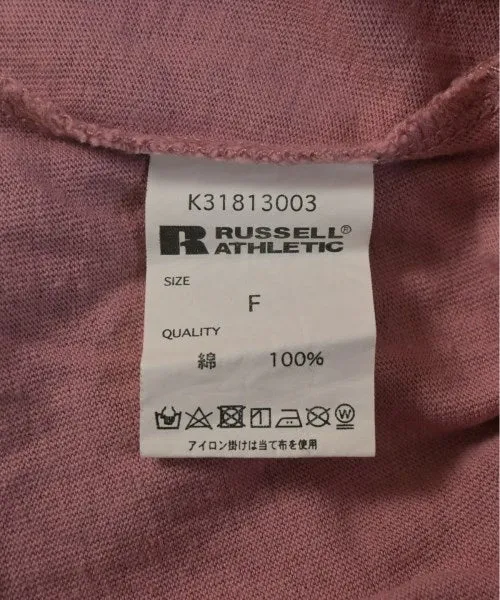 K31813003
RUSSELL®
ATHLETIC
SIZE
F
QUALITY
綿 100%
アイロン掛けは当て布を使用